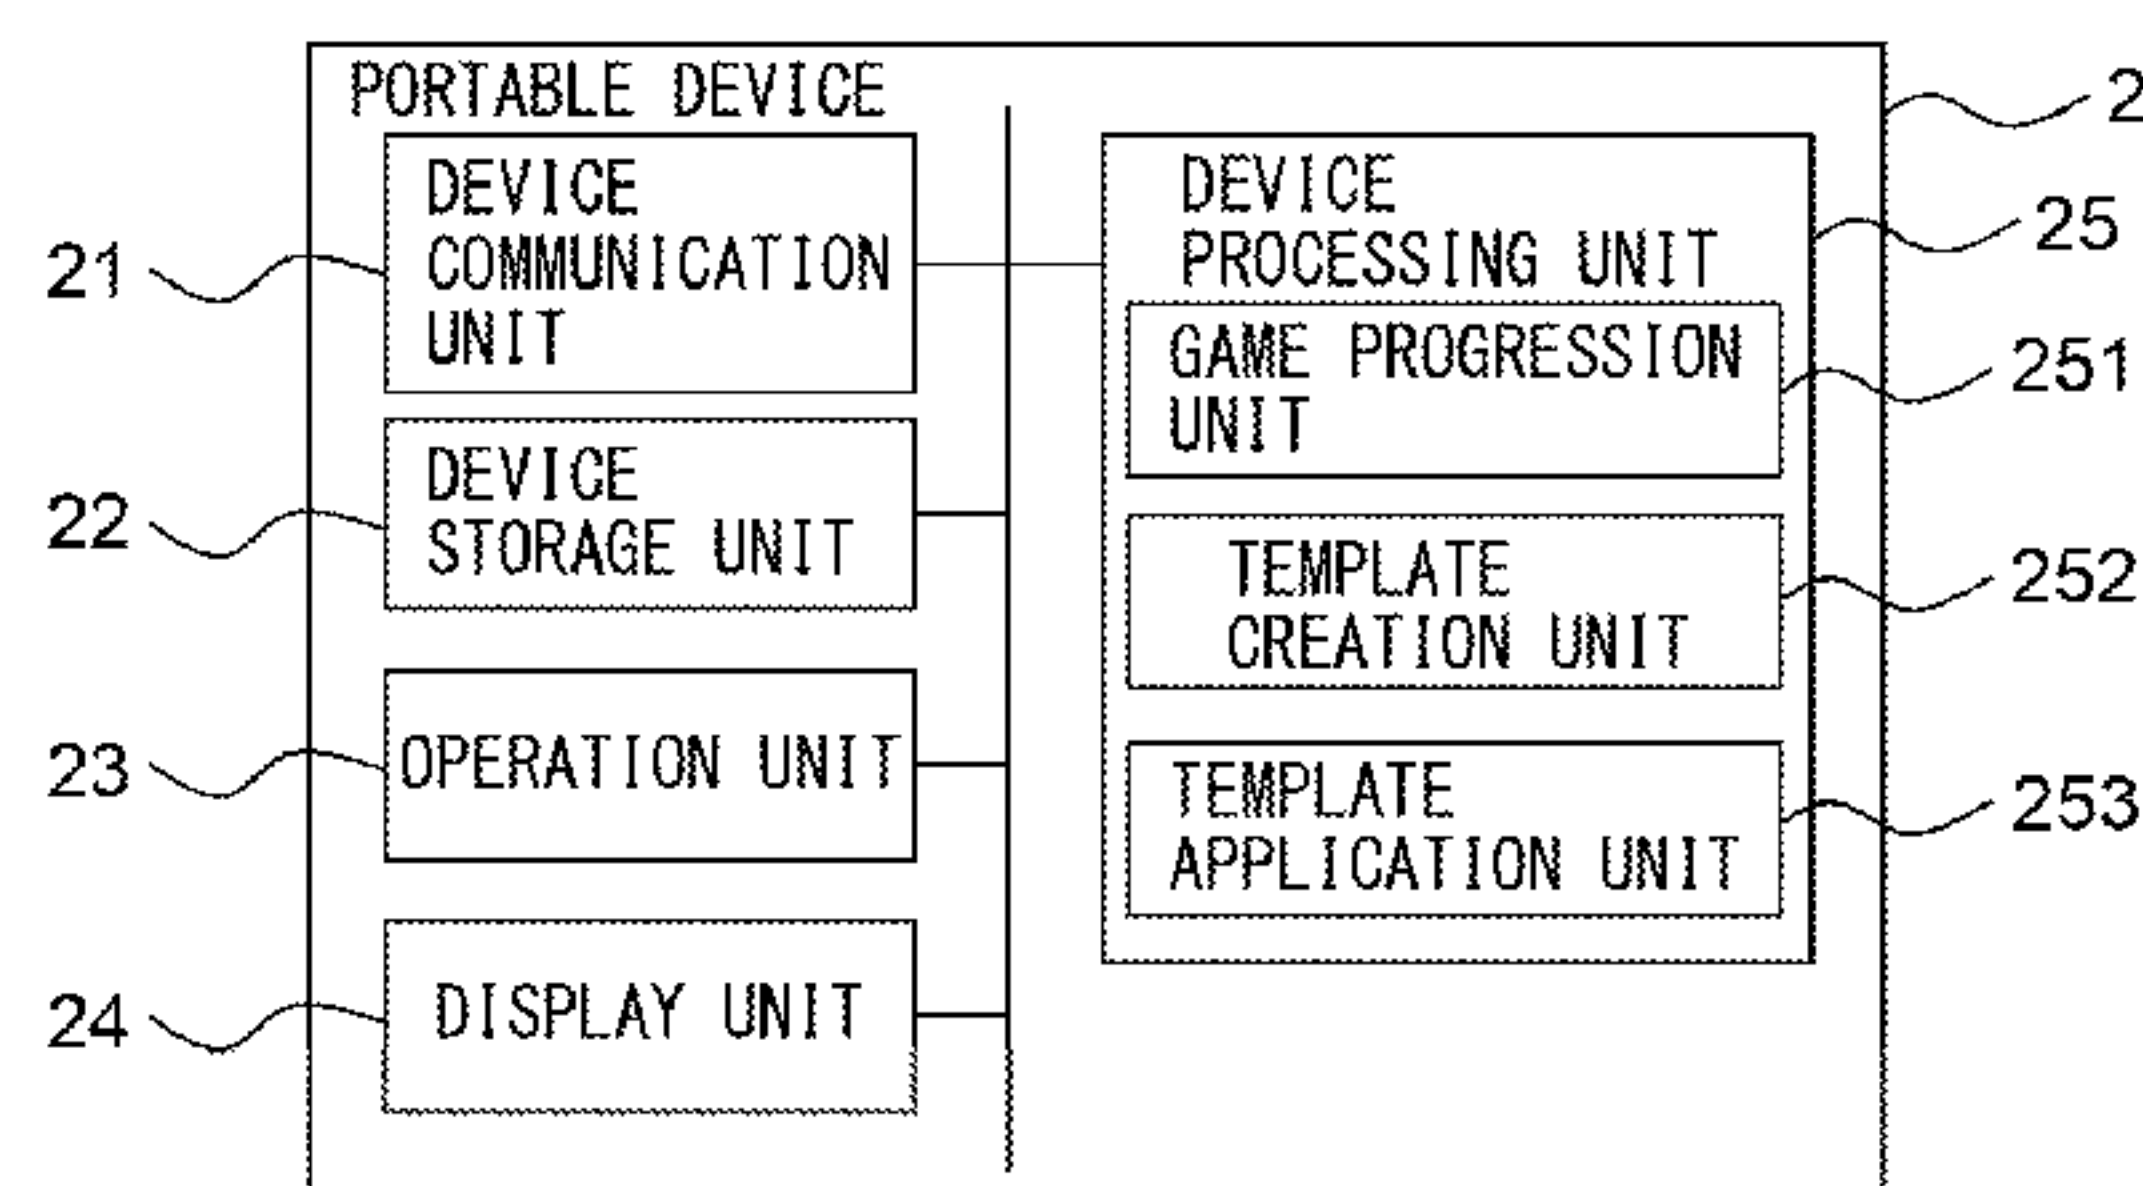 PORTABLE DEVICE
2
DEVICE
COMMUNICATION
UNIT
21
DEVICE
STORAGE UNIT
22
OPERATION UNIT
23
DISPLAY UNIT
24
DEVICE
PROCESSING UNIT
25
GAME PROGRESSION
UNIT
251
TEMPLATE
CREATION UNIT
252
TEMPLATE
APPLICATION UNIT
253